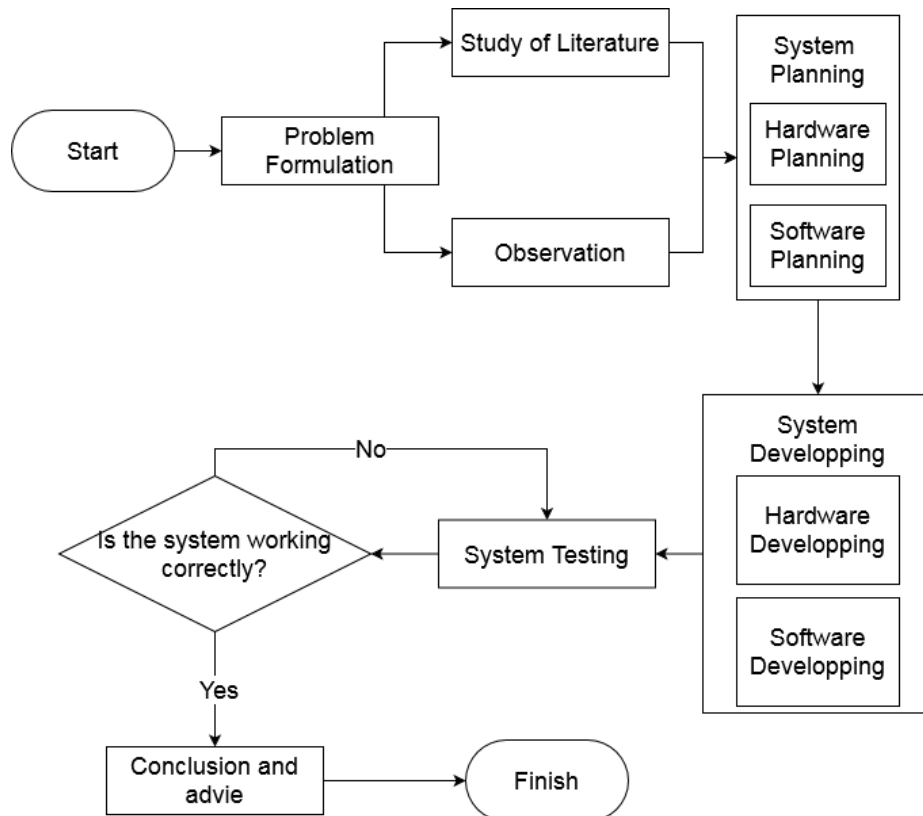 Start
Problem
Formulation
Study of Literature
Observation
System
Planning
Hardware
Planning
Software
Planning
System
Developping
Hardware
Developping
Software
Developping
System Testing
No
Is the system working
correctly?
Yes
Conclusion and
advie
Finish